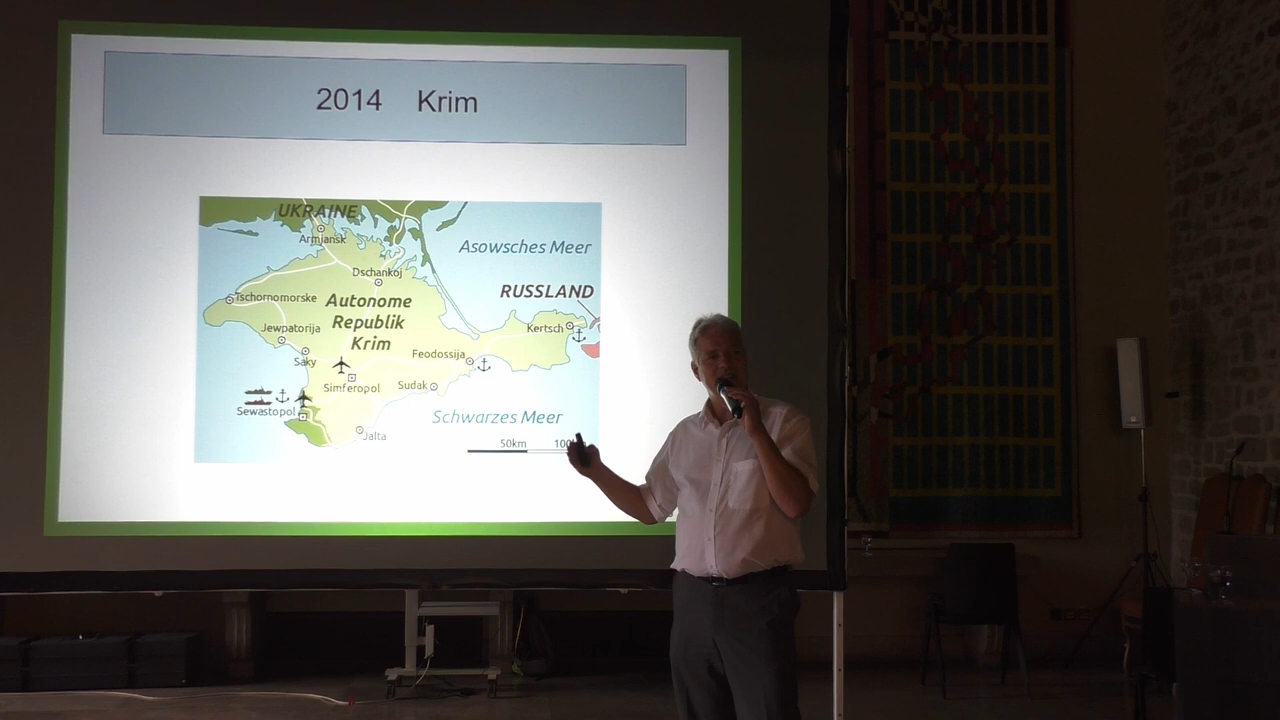 2014 Krim
UKRAINE
Armjansk
Asowsches Meer
Dschankoj
RUSSLAND
Tschornomorske
Autonome
Republik
Krim
Jewpatorija
Kertsch
Saky
Feodossija
Simferopol
Sudak
Sewastopol
Schwarzes Meer
Jalta
50km